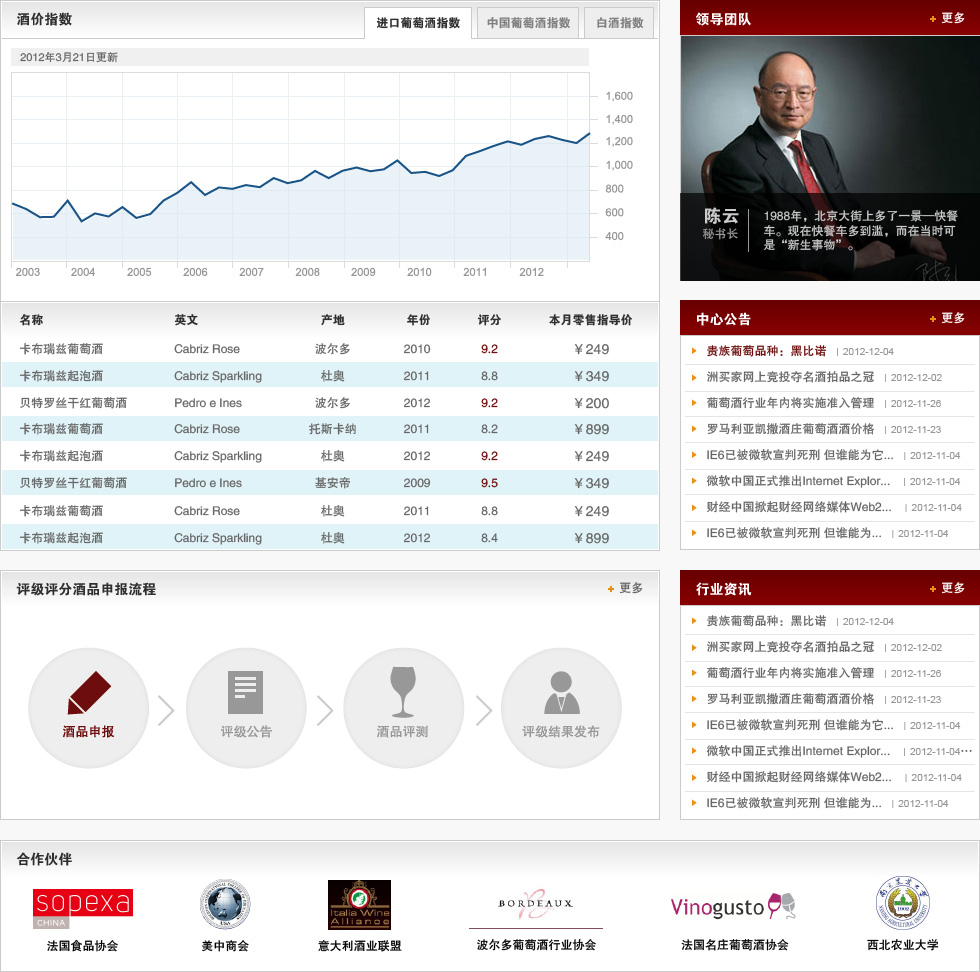 酒价指数
进口葡萄酒指数
中国葡萄酒指数
白酒指数
2012年3月21日更新
1,600
1,400
1,200
1,000
800
600
400
2003 2004 2005 2006 2007 2008 2009 2010 2011 2012
名称 英文 产地 年份 评分 本月零售指导价
卡布瑞兹葡萄酒 Cabriz Rose 波尔多 2010 9.2 ￥249
卡布瑞兹起泡酒 Cabriz Sparkling 杜奥 2011 8.8 ￥349
贝特罗丝干红葡萄酒 Pedro e Ines 波尔多 2012 9.2 ￥200
卡布瑞兹葡萄酒 Cabriz Rose 托斯卡纳 2011 8.2 ￥899
卡布瑞兹起泡酒 Cabriz Sparkling 杜奥 2012 9.2 ￥249
贝特罗丝干红葡萄酒 Pedro e Ines 基安帝 2009 9.5 ￥349
卡布瑞兹葡萄酒 Cabriz Rose 杜奥 2011 8.8 ￥249
卡布瑞兹起泡酒 Cabriz Sparkling 杜奥 2012 8.4 ￥899
领导团队 + 更多
陈云
秘书长
1988年，北京大街上多了一景—快餐
车。现在快餐车多到滥，而在当时可
是“新生事物”。
中心公告 + 更多
贵族葡萄品种：黑比诺 | 2012-12-04
洲买家网上竞投夺名酒拍品之冠 | 2012-12-02
葡萄酒行业年内将实施准入管理 | 2012-11-26
罗马利亚凯撒酒庄葡萄酒酒价格 | 2012-11-23
IE6已被微软宣判死刑 但谁能为它... | 2012-11-04
微软中国正式推出Internet Explor... | 2012-11-04
财经中国掀起财经网络媒体Web2... | 2012-11-04
IE6已被微软宣判死刑 但谁能为... | 2012-11-04
评级评分酒品申报流程 + 更多
酒品申报
评级公告
酒品评测
评级结果发布
行业资讯 + 更多
贵族葡萄品种：黑比诺 | 2012-12-04
洲买家网上竞投夺名酒拍品之冠 | 2012-12-02
葡萄酒行业年内将实施准入管理 | 2012-11-26
罗马利亚凯撒酒庄葡萄酒酒价格 | 2012-11-23
IE6已被微软宣判死刑 但谁能为它... | 2012-11-04
微软中国正式推出Internet Explor... | 2012-11-04···
财经中国掀起财经网络媒体Web2... | 2012-11-04
IE6已被微软宣判死刑 但谁能为... | 2012-11-04
合作伙伴
sopexa
CHINA
法国食品协会
美中商会
Italia Wine
Alliance
意大利酒业联盟
BORDEAUX
波尔多葡萄酒行业协会
Vinogusto
法国名庄葡萄酒协会
西北农业大学